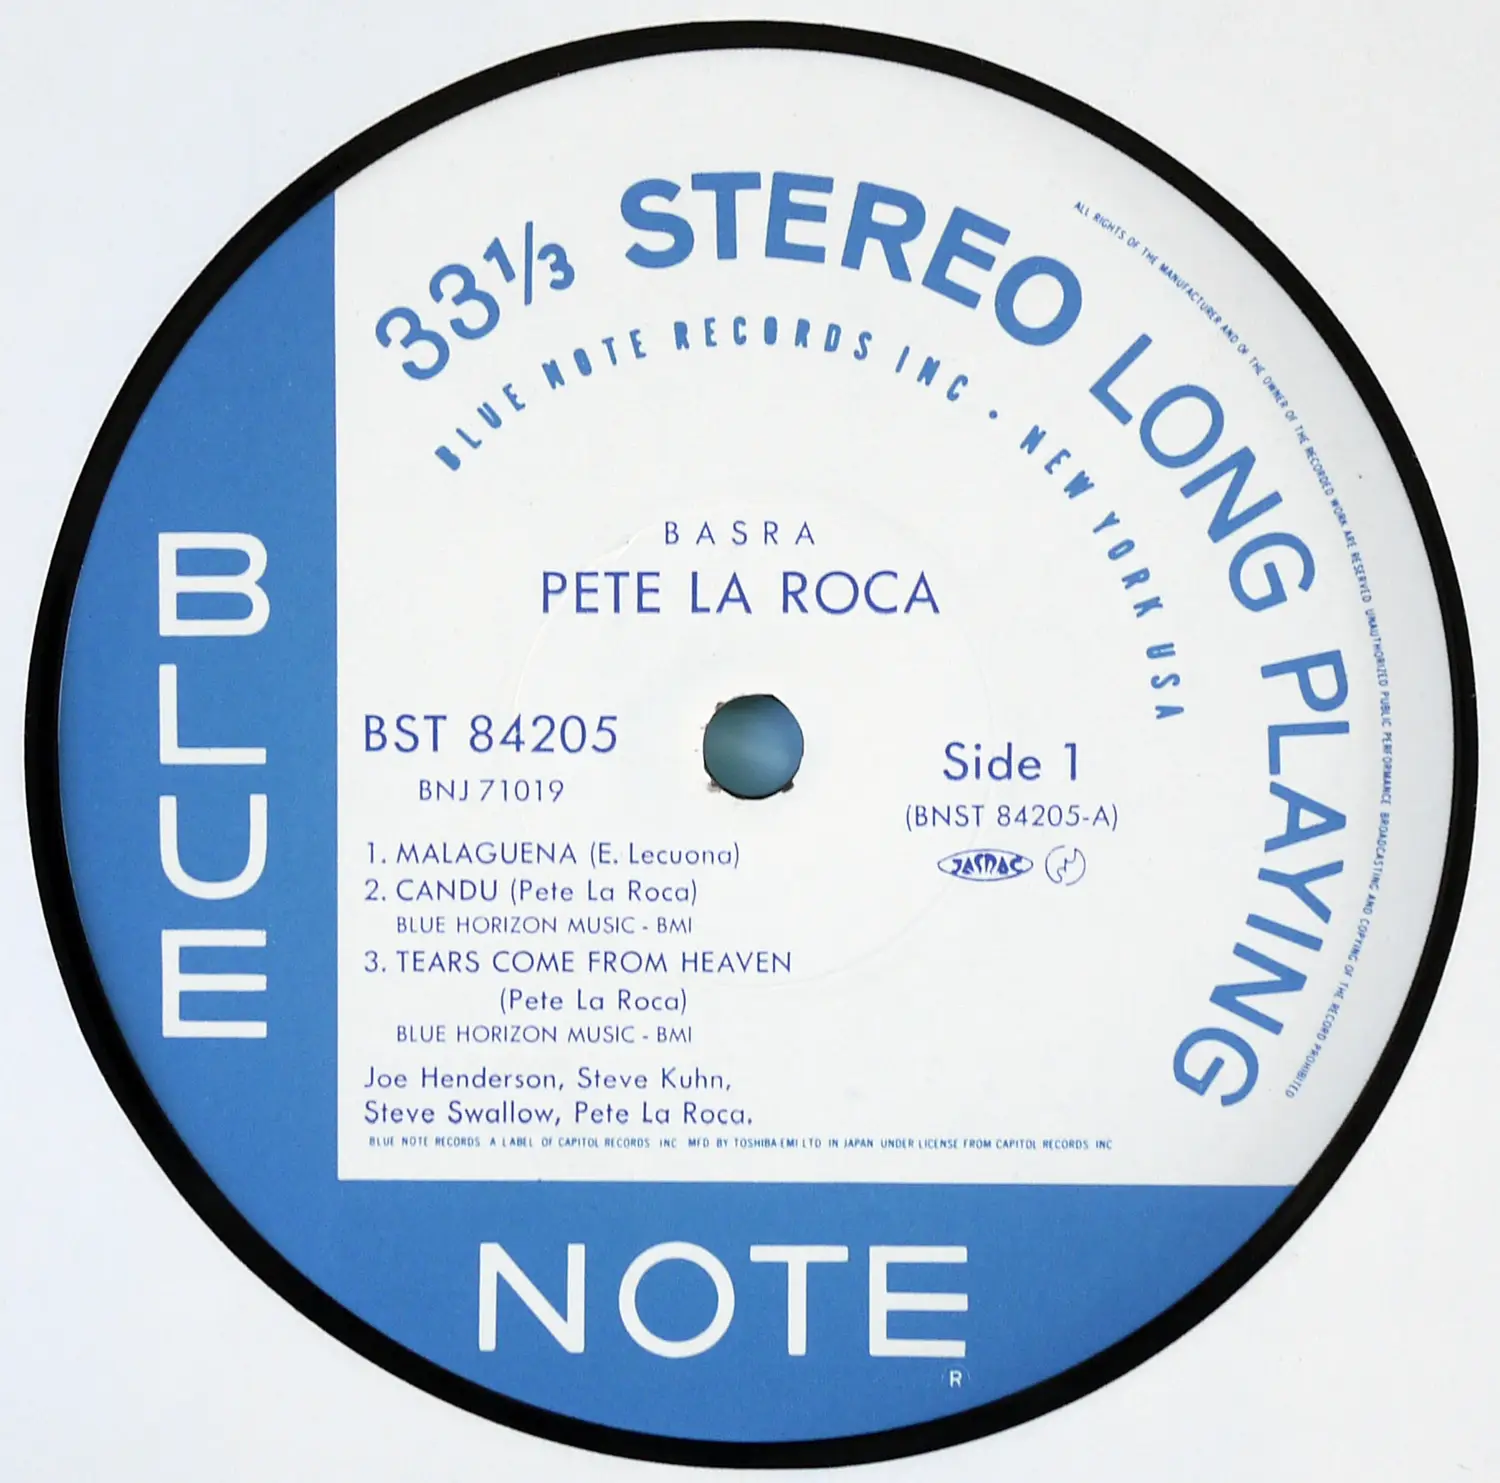 33⅓ STEREO LONG PLAYING
BLUE NOTE RECORDS INC · NEW YORK USA
ALL RIGHTS OF THE MANUFACTURER AND OF THE OWNER OF THE RECORDED WORK ARE RESERVED UNAUTHORIZED PUBLIC PERFORMANCE BROADCASTING AND COPYING OF THE RECORD PROHIBITED
BASRA
PETE LA ROCA
BST 84205
BNJ 71019
Side 1
(BNST 84205-A)
JASRAC
1. MALAGUENA (E. Lecuona)
2. CANDU (Pete La Roca)
BLUE HORIZON MUSIC - BMI
3. TEARS COME FROM HEAVEN
(Pete La Roca)
BLUE HORIZON MUSIC - BMI
Joe Henderson, Steve Kuhn,
Steve Swallow, Pete La Roca.
BLUE NOTE RECORDS A LABEL OF CAPITOL RECORDS INC MFD BY TOSHIBA-EMI LTD IN JAPAN UNDER LICENSE FROM CAPITOL RECORDS INC
BLUE
NOTE
R